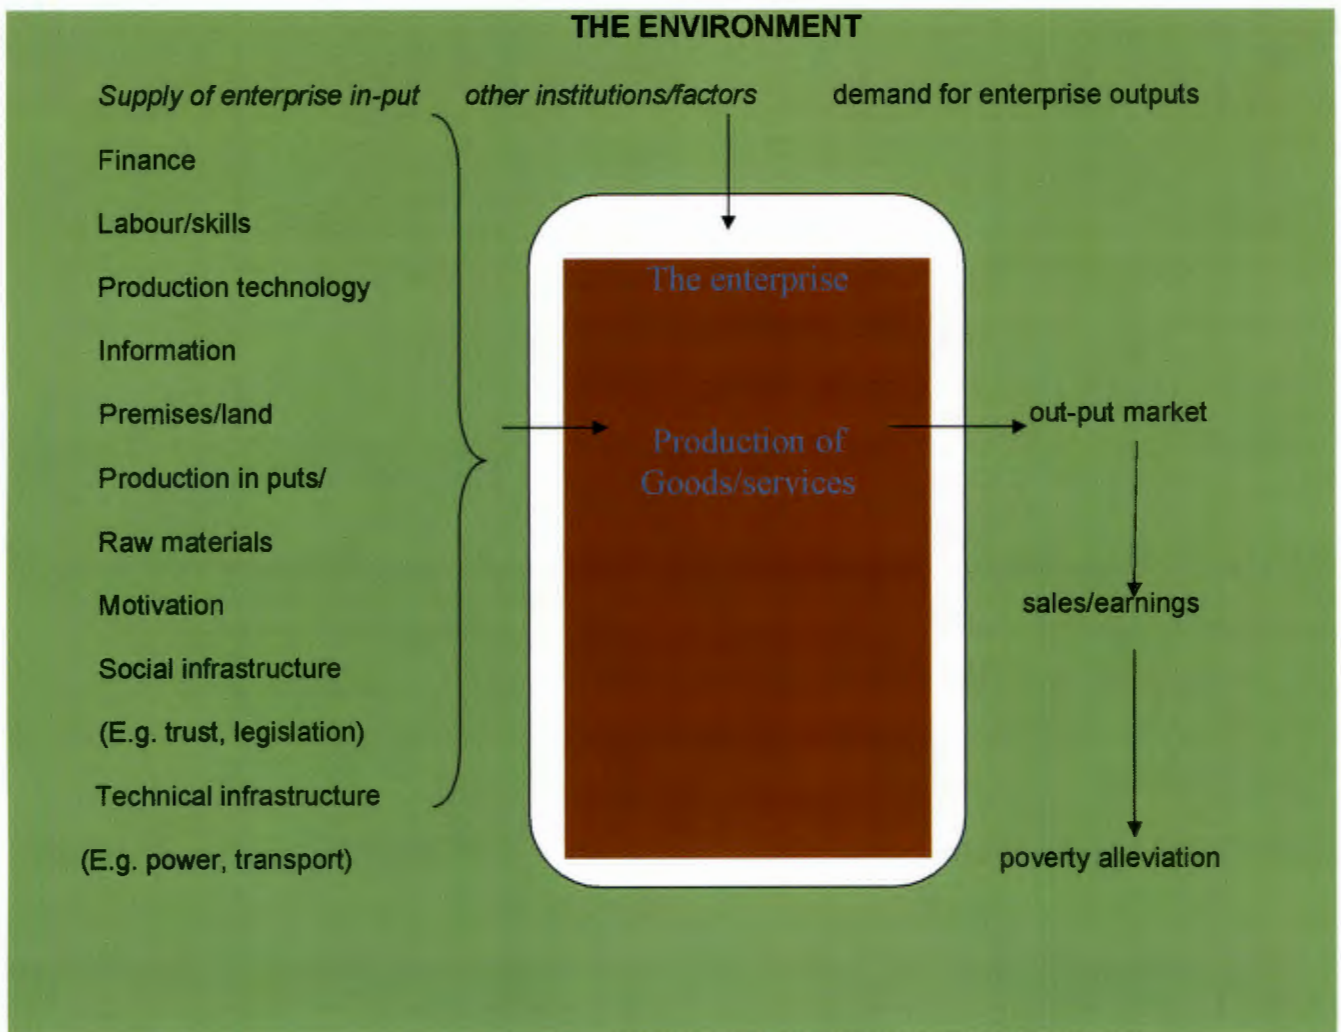 THE ENVIRONMENT
Supply of enterprise in-put other institutions/factors demand for enterprise outputs
Finance
Labour/skills
Production technology
Information
Premises/land
Production in puts/
Raw materials
Motivation
Social infrastructure
(E.g. trust, legislation)
Technical infrastructure
(E.g. power, transport)
The enterprise
Production of
Goods/services
out-put market
sales/earnings
poverty alleviation